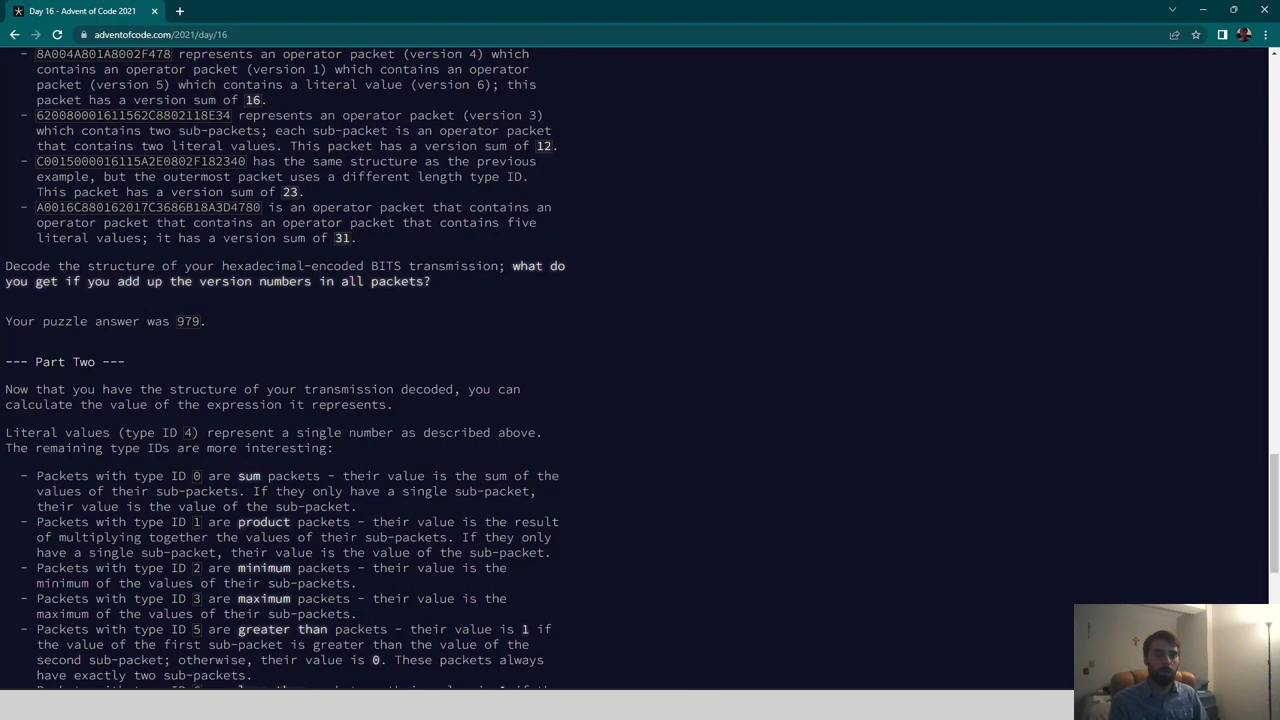 Day 16 - Advent of Code 2021
adventofcode.com/2021/day/16
- 8A004A801A8002F478 represents an operator packet (version 4) which
contains an operator packet (version 1) which contains an operator
packet (version 5) which contains a literal value (version 6); this
packet has a version sum of 16.
- 620080001611562C8802118E34 represents an operator packet (version 3)
which contains two sub-packets; each sub-packet is an operator packet
that contains two literal values. This packet has a version sum of 12.
- C0015000016115A2E0802F182340 has the same structure as the previous
example, but the outermost packet uses a different length type ID.
This packet has a version sum of 23.
- A0016C880162017C3686B18A3D4780 is an operator packet that contains an
operator packet that contains an operator packet that contains five
literal values; it has a version sum of 31.
Decode the structure of your hexadecimal-encoded BITS transmission; what do
you get if you add up the version numbers in all packets?
Your puzzle answer was 979.
--- Part Two ---
Now that you have the structure of your transmission decoded, you can
calculate the value of the expression it represents.
Literal values (type ID 4) represent a single number as described above.
The remaining type IDs are more interesting:
- Packets with type ID 0 are sum packets - their value is the sum of the
values of their sub-packets. If they only have a single sub-packet,
their value is the value of the sub-packet.
- Packets with type ID 1 are product packets - their value is the result
of multiplying together the values of their sub-packets. If they only
have a single sub-packet, their value is the value of the sub-packet.
- Packets with type ID 2 are minimum packets - their value is the
minimum of the values of their sub-packets.
- Packets with type ID 3 are maximum packets - their value is the
maximum of the values of their sub-packets.
- Packets with type ID 5 are greater than packets - their value is 1 if
the value of the first sub-packet is greater than the value of the
second sub-packet; otherwise, their value is 0. These packets always
have exactly two sub-packets.